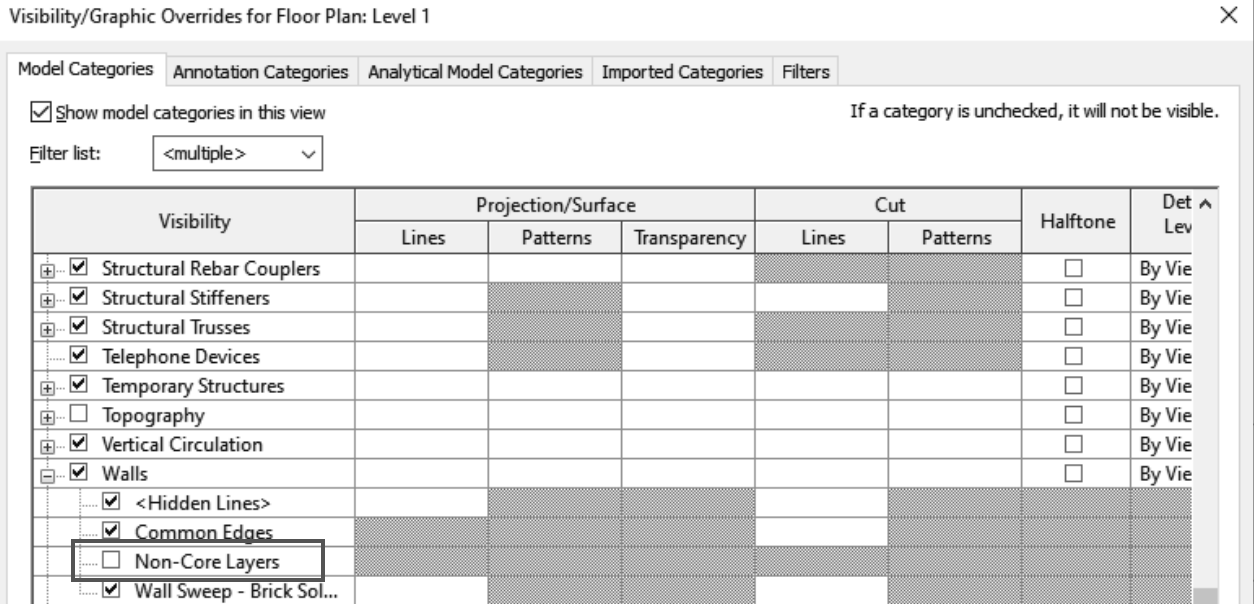 Visibility/Graphic Overrides for Floor Plan: Level 1
Model Categories Annotation Categories Analytical Model Categories Imported Categories Filters
Show model categories in this view If a category is unchecked, it will not be visible.
Filter list: <multiple>
Visibility Projection/Surface Cut Halftone Det Lev
Lines Patterns Transparency Lines Patterns
Structural Rebar Couplers By Vie
Structural Stiffeners By Vie
Structural Trusses By Vie
Telephone Devices By Vie
Temporary Structures By Vie
Topography By Vie
Vertical Circulation By Vie
Walls By Vie
<Hidden Lines>
Common Edges
Non-Core Layers
Wall Sweep - Brick Sol...